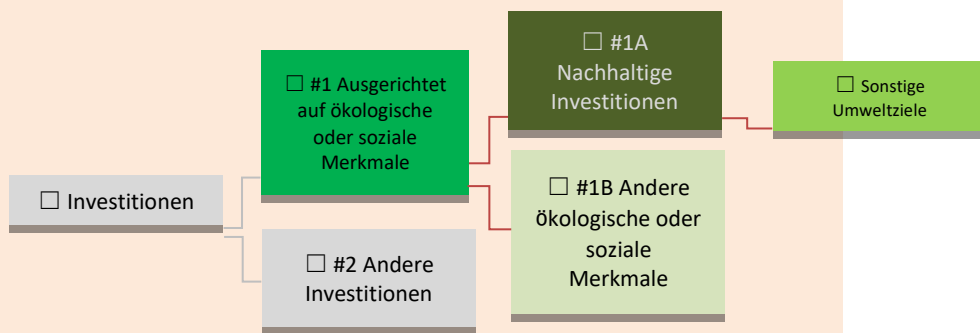 ☐ Investitionen
☐ #1 Ausgerichtet
auf ökologische
oder soziale
Merkmale
☐ #2 Andere
Investitionen
☐ #1A
Nachhaltige
Investitionen
☐ #1B Andere
ökologische oder
soziale
Merkmale
☐ Sonstige
Umweltziele